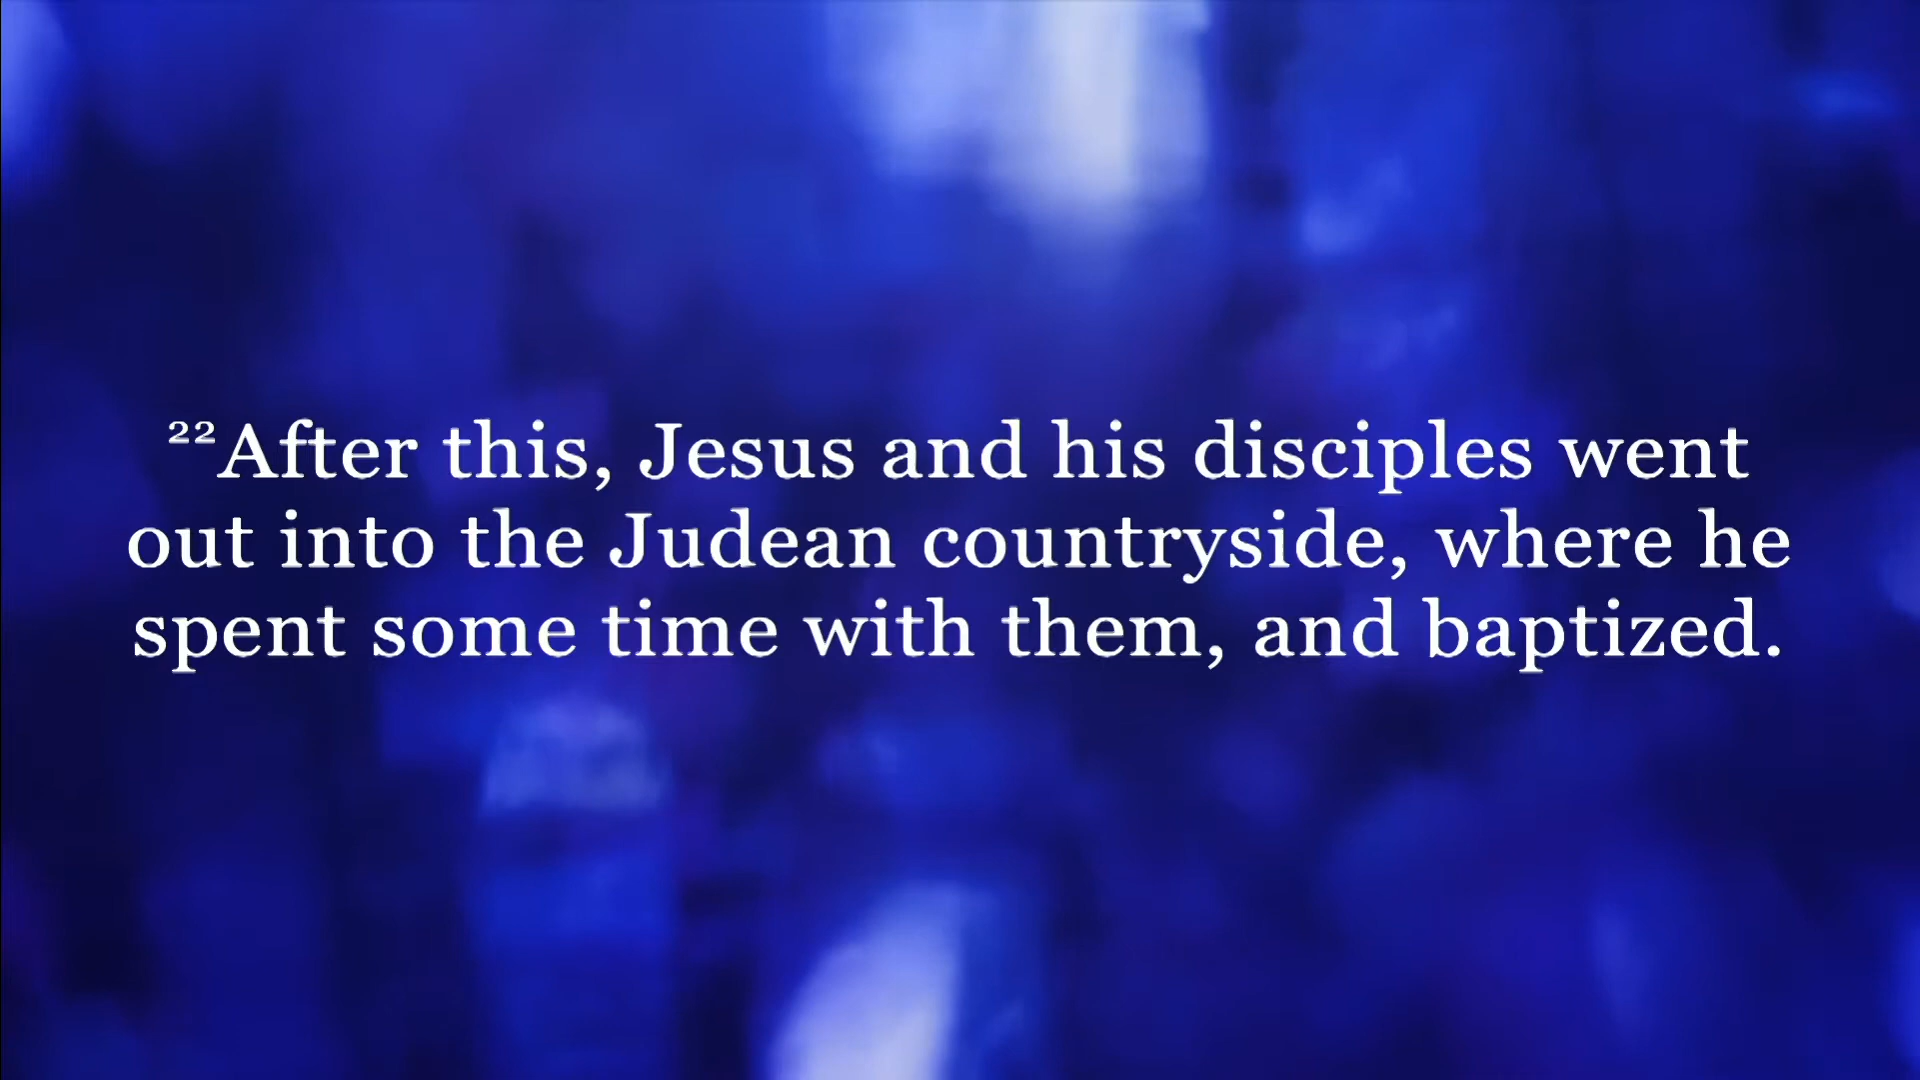 ²²After this, Jesus and his disciples went
out into the Judean countryside, where he
spent some time with them, and baptized.